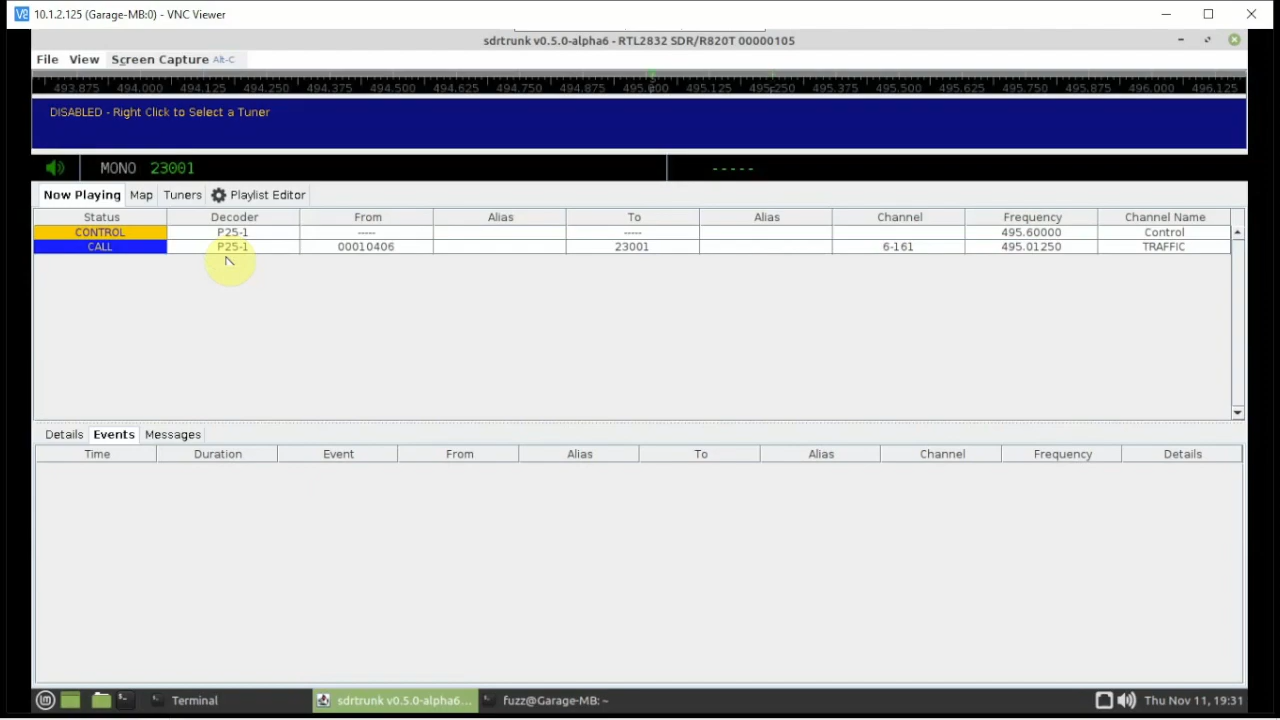 10.1.2.125 (Garage-MB:0) - VNC Viewer
sdrtrunk v0.5.0-alpha6 - RTL2832 SDR/R820T 00000105
File View Screen Capture Alt-C
493.875 494.000 494.125 494.250 494.375 494.500 494.625 494.750 494.875 495.000 495.125 495.250 495.375 495.500 495.625 495.750 495.875 496.000 496.125
DISABLED - Right Click to Select a Tuner
MONO 23001 -----
Now Playing Map Tuners Playlist Editor
Status Decoder From Alias To Alias Channel Frequency Channel Name
CONTROL P25-1 ----- ----- 495.60000 Control
CALL P25-1 00010406 23001 6-161 495.01250 TRAFFIC
Details Events Messages
Time Duration Event From Alias To Alias Channel Frequency Details
Terminal sdrtrunk v0.5.0-alpha6... fuzz@Garage-MB: ~ Thu Nov 11, 19:31